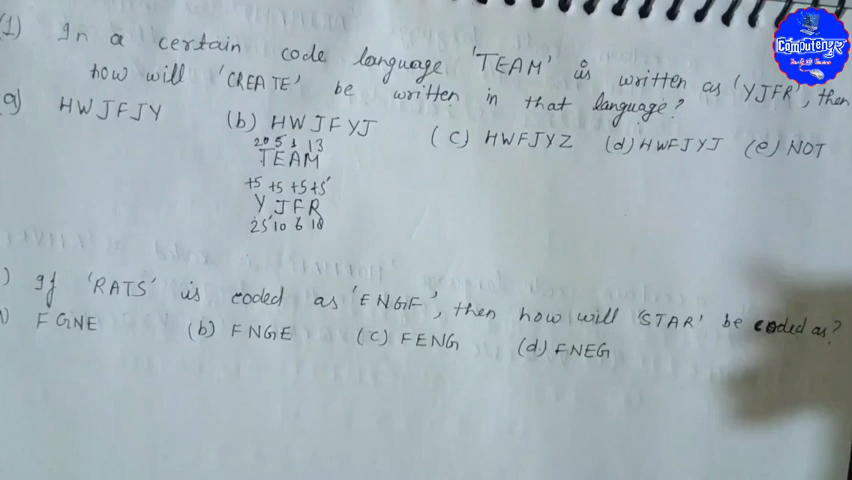 (1) In a certain code language 'TEAM' is written as 'YJFR', then
how will 'CREATE' be written in that language?
a) HWJFJY (b) HWJFYJ (C) HWFJYZ (d) HWFJYJ (e) NOT
20 5 1 13
TEAM
+5 +5 +5 +5
YJFR
25 10 6 18
) If 'RATS' is coded as 'ENGF', then how will 'STAR' be coded as?
) FGNE (b) FNGE (C) FENG (d) FNEG
Computengr